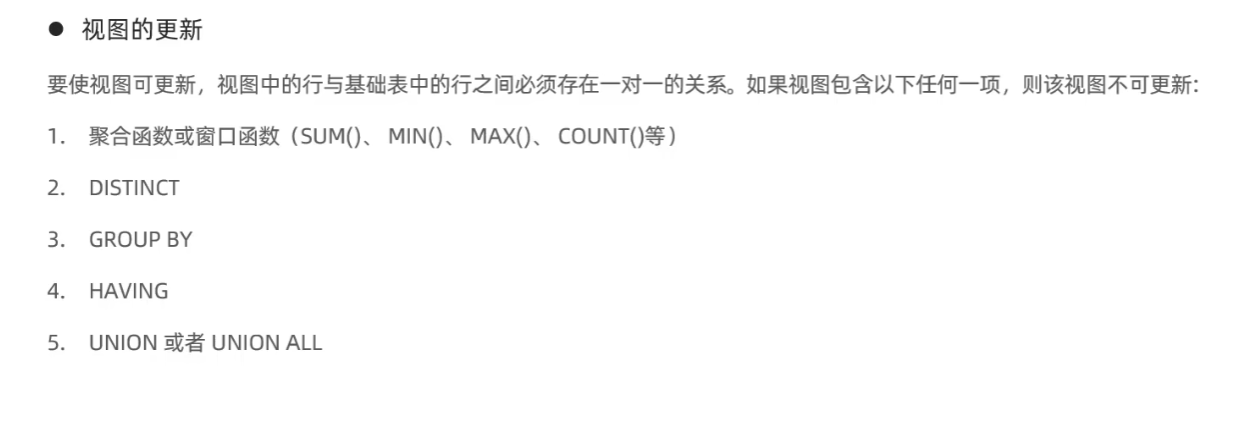 ● 视图的更新
要使视图可更新，视图中的行与基础表中的行之间必须存在一对一的关系。如果视图包含以下任何一项，则该视图不可更新:
1. 聚合函数或窗口函数（SUM()、 MIN()、 MAX()、 COUNT()等）
2. DISTINCT
3. GROUP BY
4. HAVING
5. UNION 或者 UNION ALL